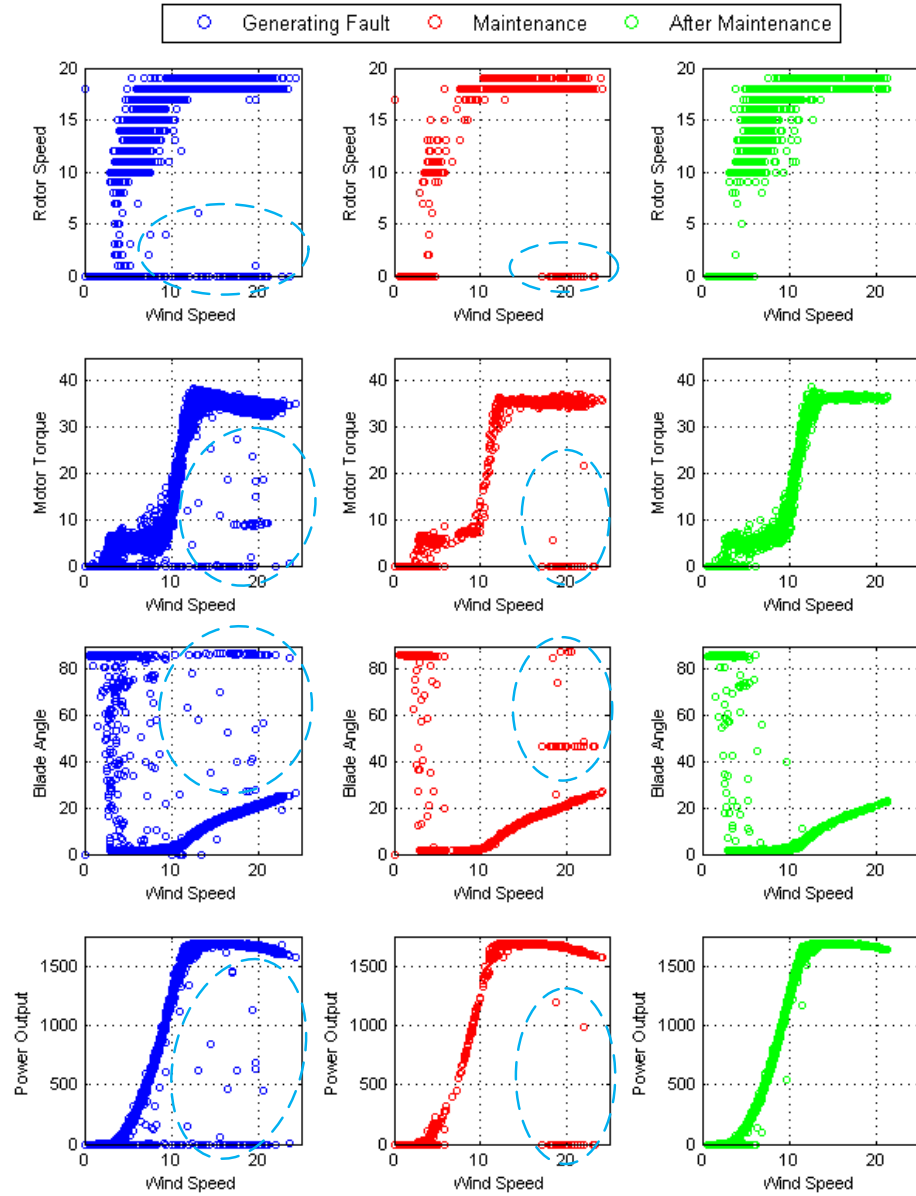 Generating Fault Maintenance After Maintenance
20 20 20
15 15 15
Rotor Speed Rotor Speed Rotor Speed
10 10 10
5 5 5
0 0 0
0 10 20 0 10 20 0 10 20
Wind Speed Wind Speed Wind Speed
40 40 40
30 30 30
Motor Torque Motor Torque Motor Torque
20 20 20
10 10 10
0 0 0
0 10 20 0 10 20 0 10 20
Wind Speed Wind Speed Wind Speed
80 80 80
60 60 60
Blade Angle Blade Angle Blade Angle
40 40 40
20 20 20
0 0 0
0 10 20 0 10 20 0 10 20
Wind Speed Wind Speed Wind Speed
1500 1500 1500
Power Output Power Output Power Output
1000 1000 1000
500 500 500
0 0 0
0 10 20 0 10 20 0 10 20
Wind Speed Wind Speed Wind Speed